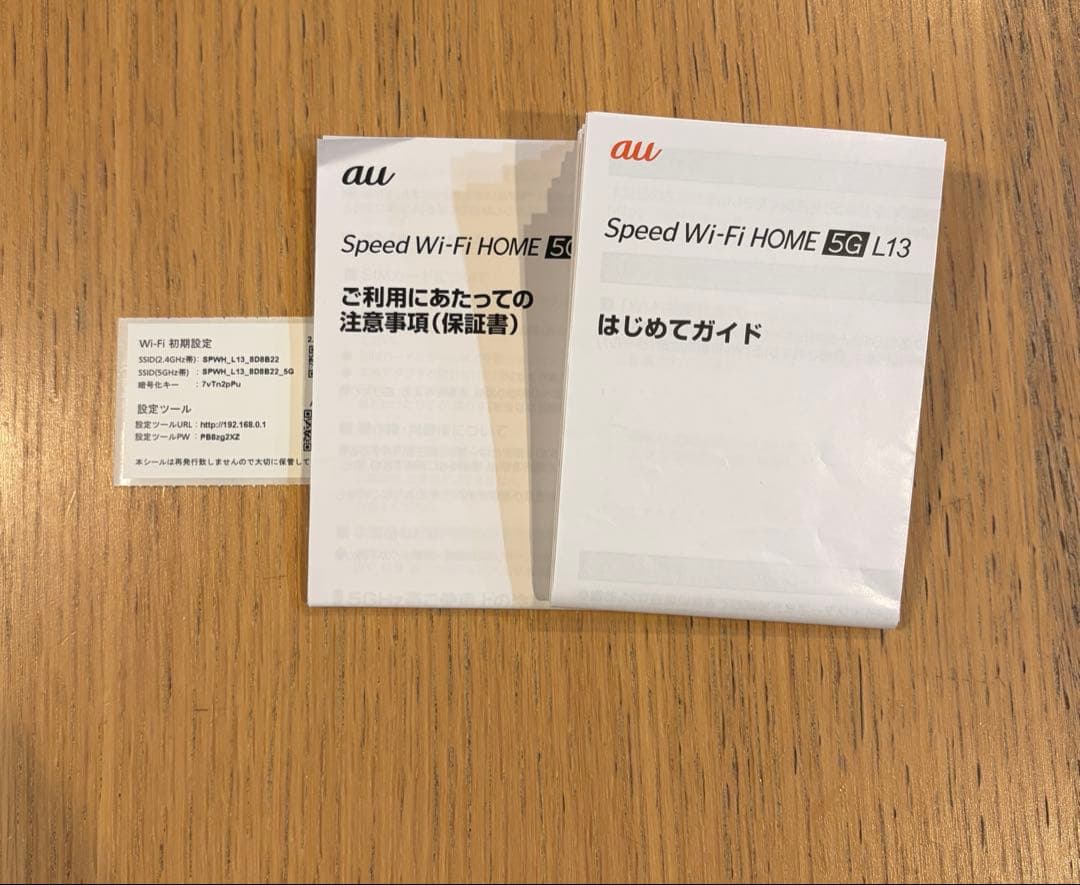 Wi-Fi 初期設定
SSID(2.4GHz帯): SPWH_L13_8D8B22
SSID(5GHz帯) : SPWH_L13_8D8B22_5G
暗号化キー : 7vTn2pPu
設定ツール
設定ツールURL : http://192.168.0.1
設定ツールPW : PB8zg2XZ
本シールは再発行致しませんので大切に保管して
au
Speed Wi-Fi HOME 5G
ご利用にあたっての
注意事項(保証書)
au
Speed Wi-Fi HOME 5G L13
はじめてガイド